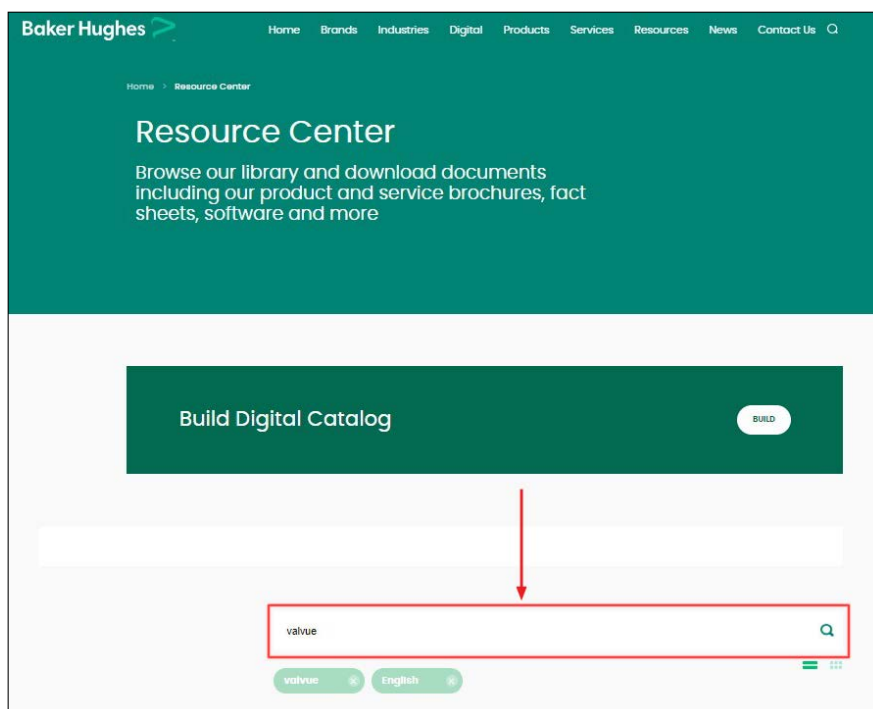 Baker Hughes
Home Brands Industries Digital Products Services Resources News Contact Us
Home > Resource Center
Resource Center
Browse our library and download documents
including our product and service brochures, fact
sheets, software and more
Build Digital Catalog
BUILD
valvue
valvue English